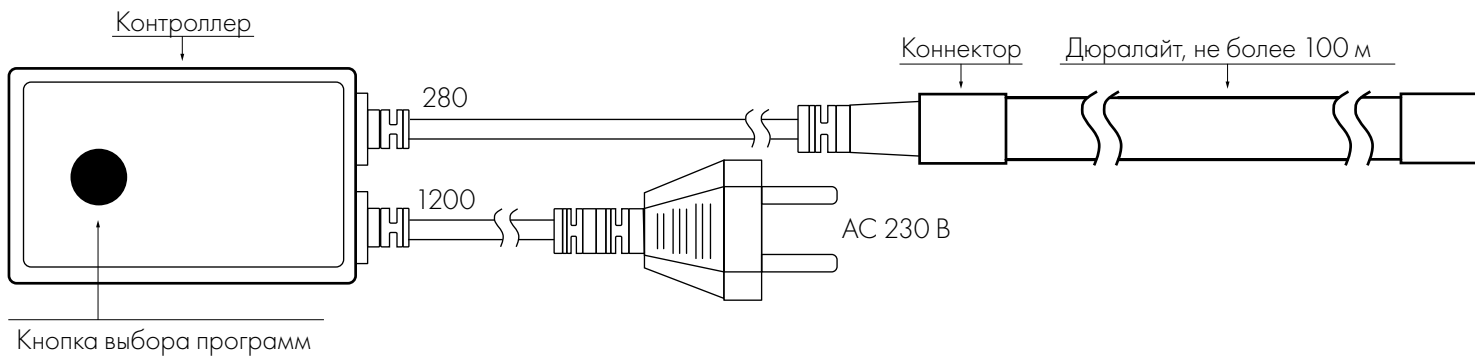 Контроллер
Коннектор
Дюралайт, не более 100 м
280
1200
AC 230 В
Кнопка выбора программ